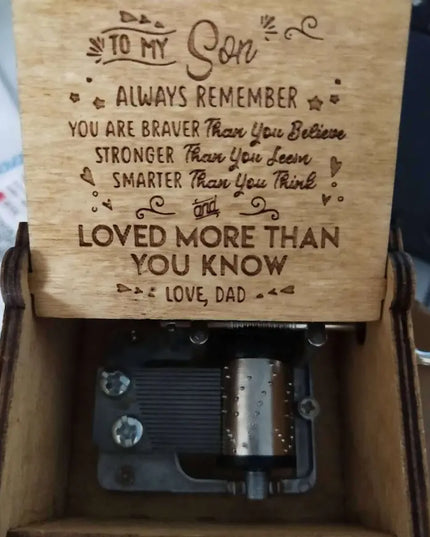 TO MY Son
ALWAYS REMEMBER
YOU ARE BRAVER Than You Believe
STRONGER Than You Seem
SMARTER Than You Think
and
LOVED MORE THAN
YOU KNOW
LOVE, DAD